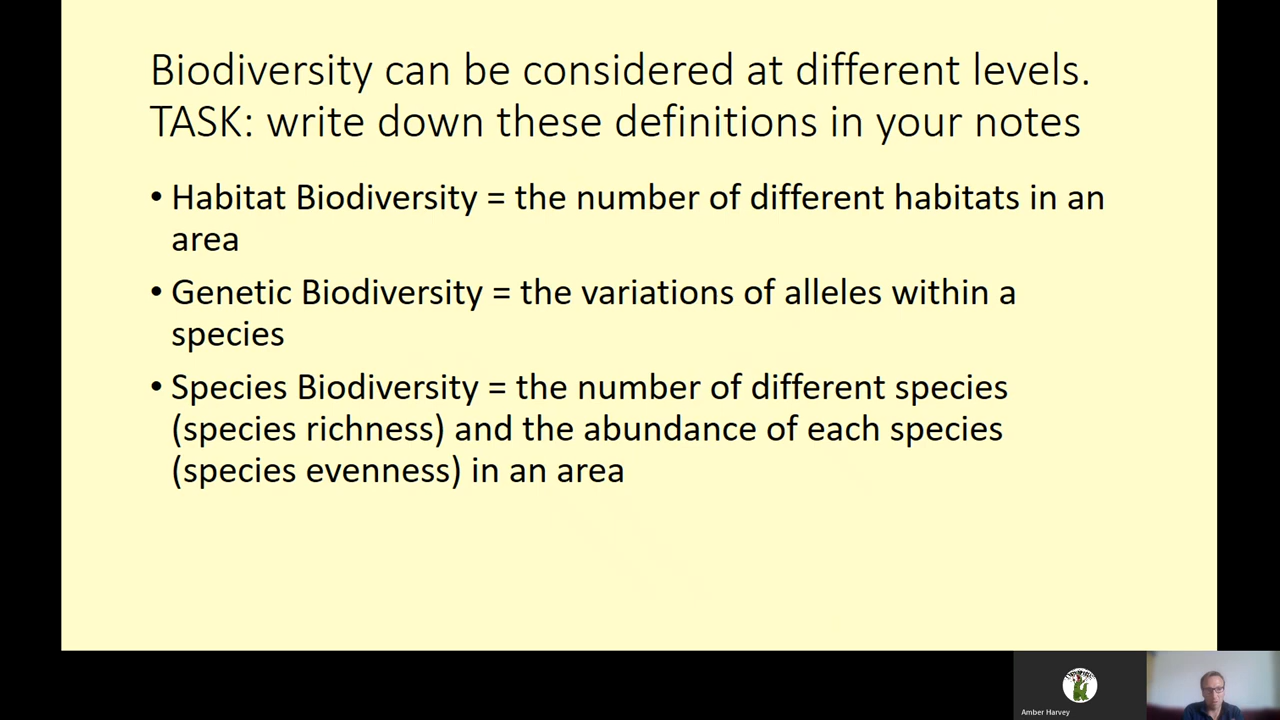 Biodiversity can be considered at different levels.
TASK: write down these definitions in your notes
• Habitat Biodiversity = the number of different habitats in an
area
• Genetic Biodiversity = the variations of alleles within a
species
• Species Biodiversity = the number of different species
(species richness) and the abundance of each species
(species evenness) in an area
Amber Harvey